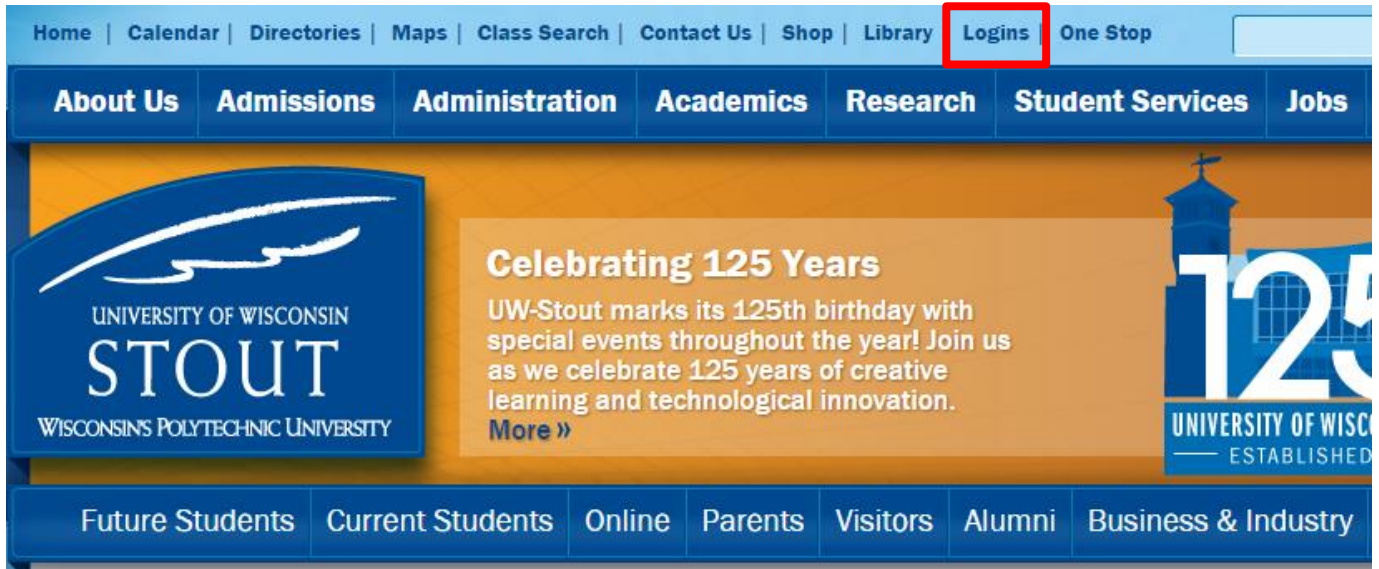 Home | Calendar | Directories | Maps | Class Search | Contact Us | Shop | Library Logins | One Stop
About Us Admissions Administration Academics Research Student Services Jobs
UNIVERSITY OF WISCONSIN
STOUT
WISCONSIN'S POLYTECHNIC UNIVERSITY
Celebrating 125 Years
UW-Stout marks its 125th birthday with
special events throughout the year! Join us
as we celebrate 125 years of creative
learning and technological innovation.
More »
125
UNIVERSITY OF
ESTABLISHED
Future Students Current Students Online Parents Visitors Alumni Business & Industry